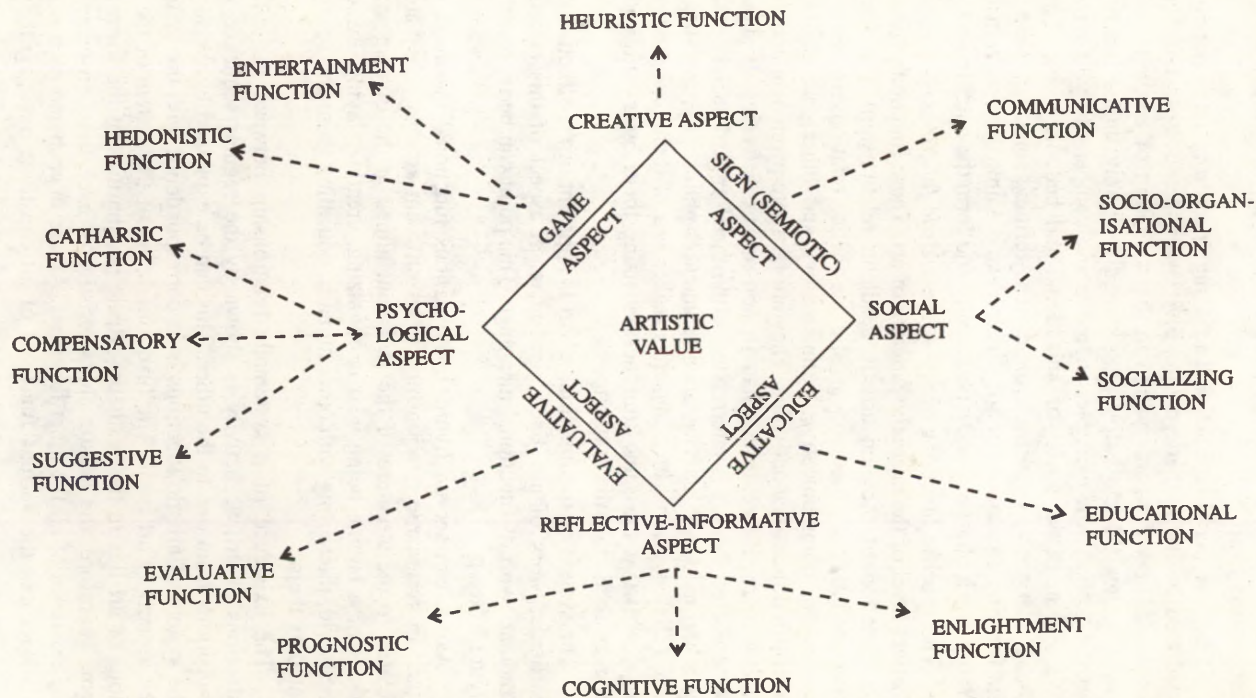 HEURISTIC FUNCTION
ENTERTAINMENT
FUNCTION
CREATIVE ASPECT
COMMUNICATIVE
FUNCTION
HEDONISTIC
FUNCTION
GAME
ASPECT
SIGN (SEMIOTIC)
ASPECT
SOCIO-ORGAN-
ISATIONAL
FUNCTION
CATHARSIC
FUNCTION
PSYCHO-
LOGICAL
ASPECT
ARTISTIC
VALUE
SOCIAL
ASPECT
COMPENSATORY
FUNCTION
SOCIALIZING
FUNCTION
ASPECT
EVALUATIVE
ASPECT
EDUCATIVE
SUGGESTIVE
FUNCTION
REFLECTIVE-INFORMATIVE
ASPECT
EDUCATIONAL
FUNCTION
EVALUATIVE
FUNCTION
PROGNOSTIC
FUNCTION
COGNITIVE FUNCTION
ENLIGHTMENT
FUNCTION